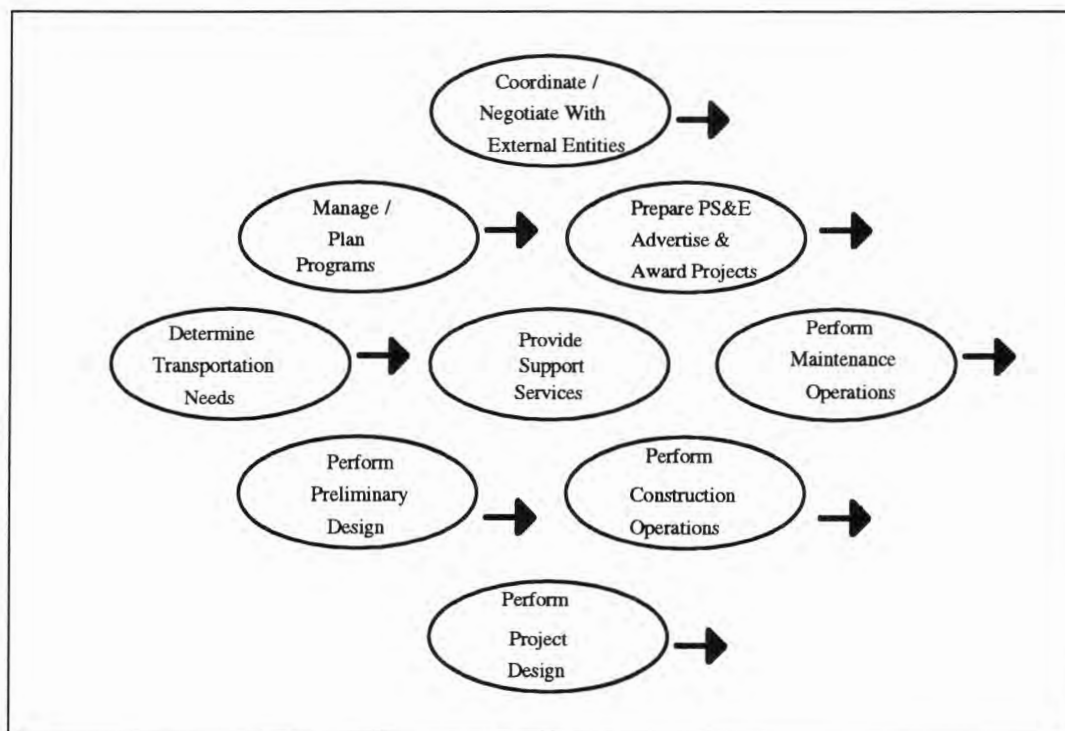 Coordinate /
Negotiate With
External Entities
Manage /
Plan
Programs
Prepare PS&E
Advertise &
Award Projects
Determine
Transportation
Needs
Provide
Support
Services
Perform
Maintenance
Operations
Perform
Preliminary
Design
Perform
Construction
Operations
Perform
Project
Design